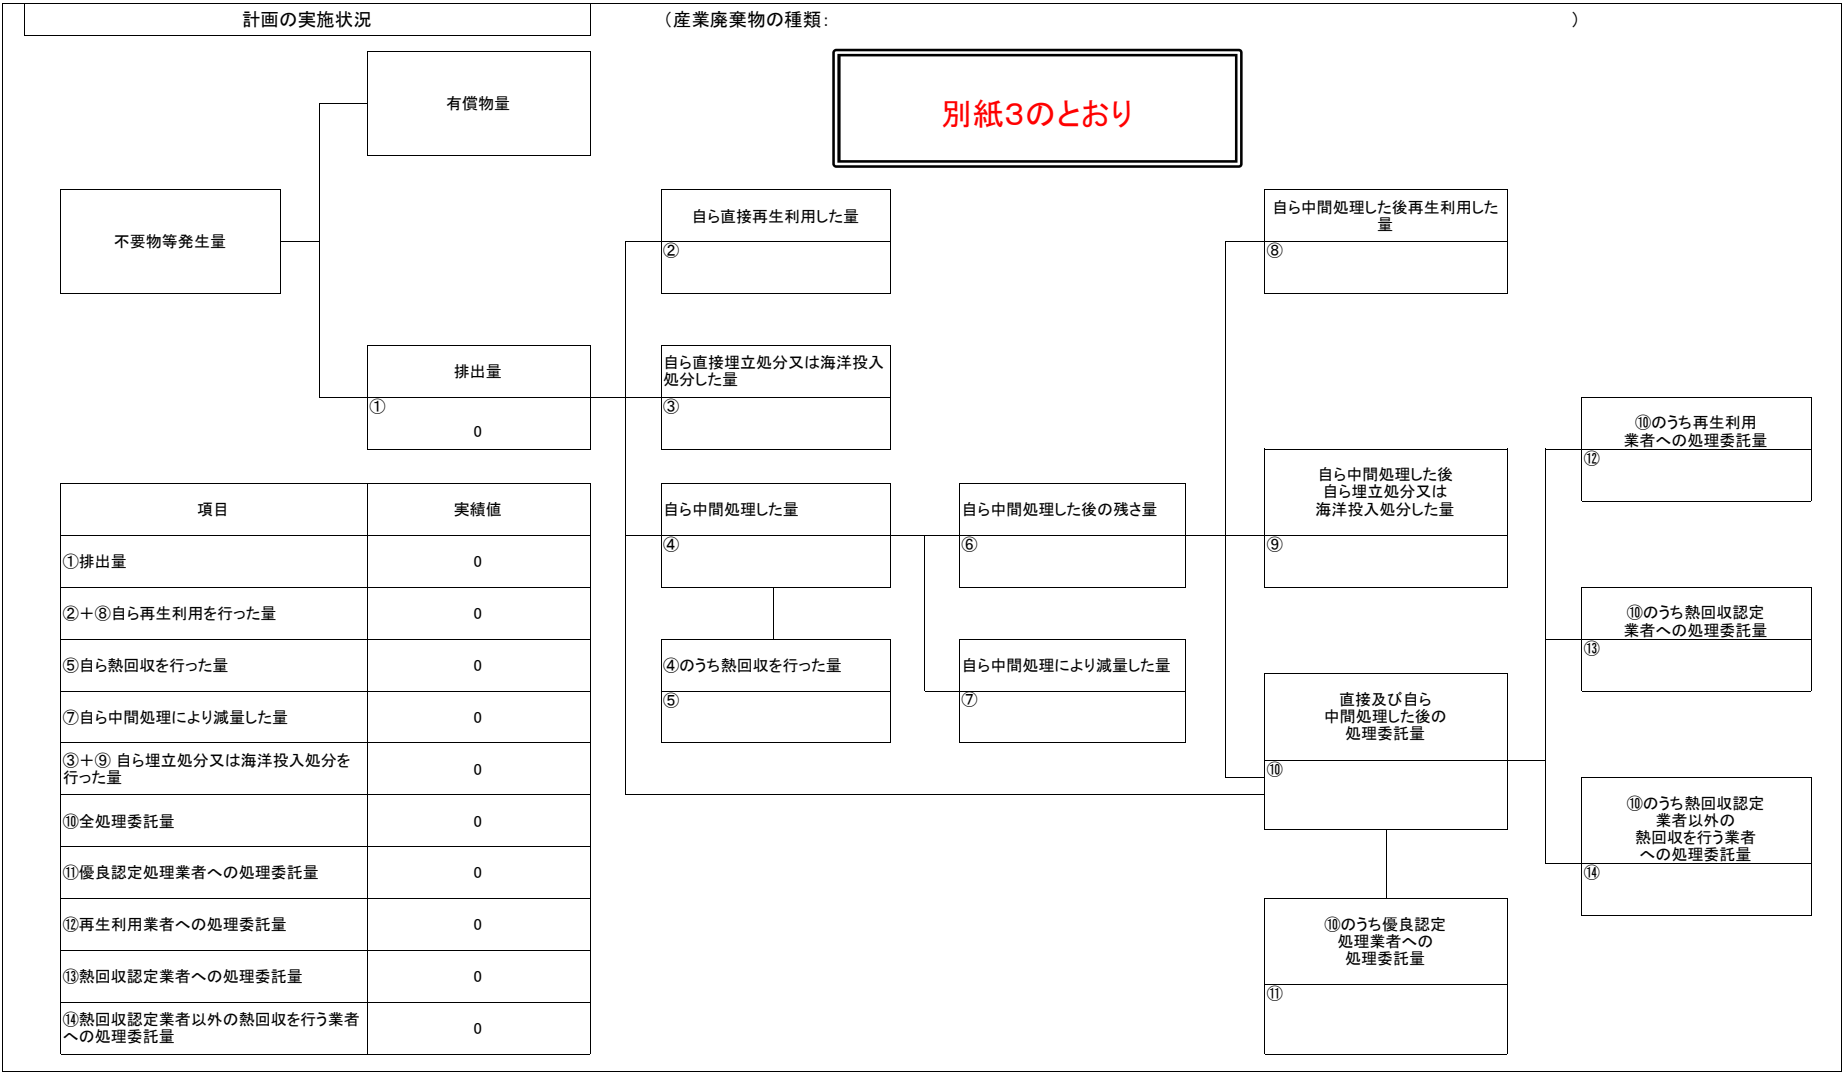 計画の実施状況
（産業廃棄物の種類：　）
有償物量
別紙３のとおり
不要物等発生量
自ら直接再生利用した量
②
自ら中間処理した後再生利用した
量
⑧
排出量
①
0
自ら直接埋立処分又は海洋投入
処分した量
③
⑩のうち再生利用
業者への処理委託量
⑫
項目
実績値
①排出量
0
②＋⑧自ら再生利用を行った量
0
⑤自ら熱回収を行った量
0
⑦自ら中間処理により減量した量
0
③＋⑨ 自ら埋立処分又は海洋投入処分を
行った量
0
⑩全処理委託量
0
⑪優良認定処理業者への処理委託量
0
⑫再生利用業者への処理委託量
0
⑬熱回収認定業者への処理委託量
0
⑭熱回収認定業者以外の熱回収を行う業者
への処理委託量
0
自ら中間処理した量
④
自ら中間処理した後の残さ量
⑥
自ら中間処理した後
自ら埋立処分又は
海洋投入処分した量
⑨
④のうち熱回収を行った量
⑤
自ら中間処理により減量した量
⑦
⑩のうち熱回収認定
業者への処理委託量
⑬
直接及び自ら
中間処理した後の
処理委託量
⑩
⑩のうち熱回収認定
業者以外の
熱回収を行う業者
への処理委託量
⑭
⑩のうち優良認定
処理業者への
処理委託量
⑪